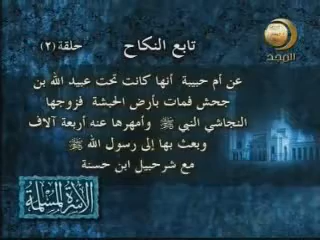 تابع النكاح
حلقة (٢)
المجد
عن أم حبيبة أنها كانت تحت عبيد الله بن
جحش فمات بأرض الحبشة فزوجها
النجاشي النبي ﷺ وأمهرها عنه أربعة آلاف
وبعث بها إلى رسول الله ﷺ
مع شرحبيل ابن حسنة
الأسرة المسلمة